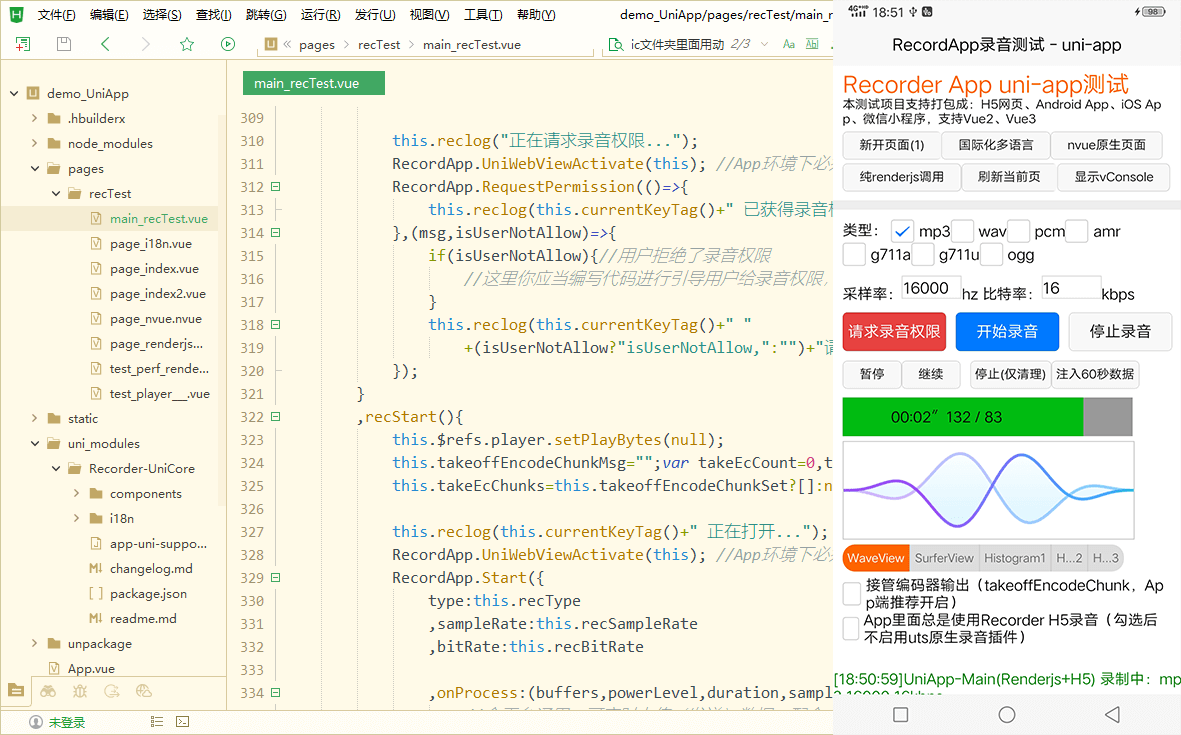 文件(F) 编辑(E) 选择(S) 查找(I) 跳转(G) 运行(R) 发行(U) 视图(V) 工具(T) 帮助(Y) demo_UniApp/pages/recTest/main_r
U « pages > recTest > main_recTest.vue ic文件夹里面用动 2/3 Aa
demo_UniApp
.hbuilderx
node_modules
pages
recTest
main_recTest.vue
page_i18n.vue
page_index.vue
page_index2.vue
page_nvue.nvue
page_renderjs...
test_perf_rende...
test_player___.vue
static
uni_modules
Recorder-UniCore
components
i18n
app-uni-suppo...
changelog.md
package.json
readme.md
unpackage
App.vue
未登录
main_recTest.vue
309
310 this.reclog("正在请求录音权限...");
311 RecordApp.UniWebViewActivate(this); //App环境下必
312 RecordApp.RequestPermission(()=>{
313 this.reclog(this.currentKeyTag()+" 已获得录音
314 },(msg,isUserNotAllow)=>{
315 if(isUserNotAllow){//用户拒绝了录音权限
316 //这里你应当编写代码进行引导用户给录音权限,
317 }
318 this.reclog(this.currentKeyTag()+" "
319 +(isUserNotAllow?"isUserNotAllow,":"")+"
320 });
321 }
322 ,recStart(){
323 this.$refs.player.setPlayBytes(null);
324 this.takeoffEncodeChunkMsg="";var takeEcCount=0,t
325 this.takeEcChunks=this.takeoffEncodeChunkSet?[]:n
326
327 this.reclog(this.currentKeyTag()+" 正在打开...");
328 RecordApp.UniWebViewActivate(this); //App环境下必
329 RecordApp.Start({
330 type:this.recType
331 ,sampleRate:this.recSampleRate
332 ,bitRate:this.recBitRate
333
334 ,onProcess:(buffers,powerLevel,duration,sampl
4G 18:51 98
RecordApp录音测试 - uni-app
Recorder App uni-app测试
本测试项目支持打包成：H5网页、Android App、iOS Ap
p、微信小程序，支持Vue2、Vue3
新开页面(1) 国际化多语言 nvue原生页面
纯renderjs调用 刷新当前页 显示vConsole
类型： mp3 wav pcm amr
g711a g711u ogg
采样率： 16000 hz 比特率： 16 kbps
请求录音权限 开始录音 停止录音
暂停 继续 停止(仅清理) 注入60秒数据
00:02″ 132 / 83
WaveView SurferView Histogram1 H...2 H...3
接管编码器输出（takeoffEncodeChunk，Ap
p端推荐开启）
App里面总是使用Recorder H5录音（勾选后
不启用uts原生录音插件）
[18:50:59]UniApp-Main(Renderjs+H5) 录制中：mp